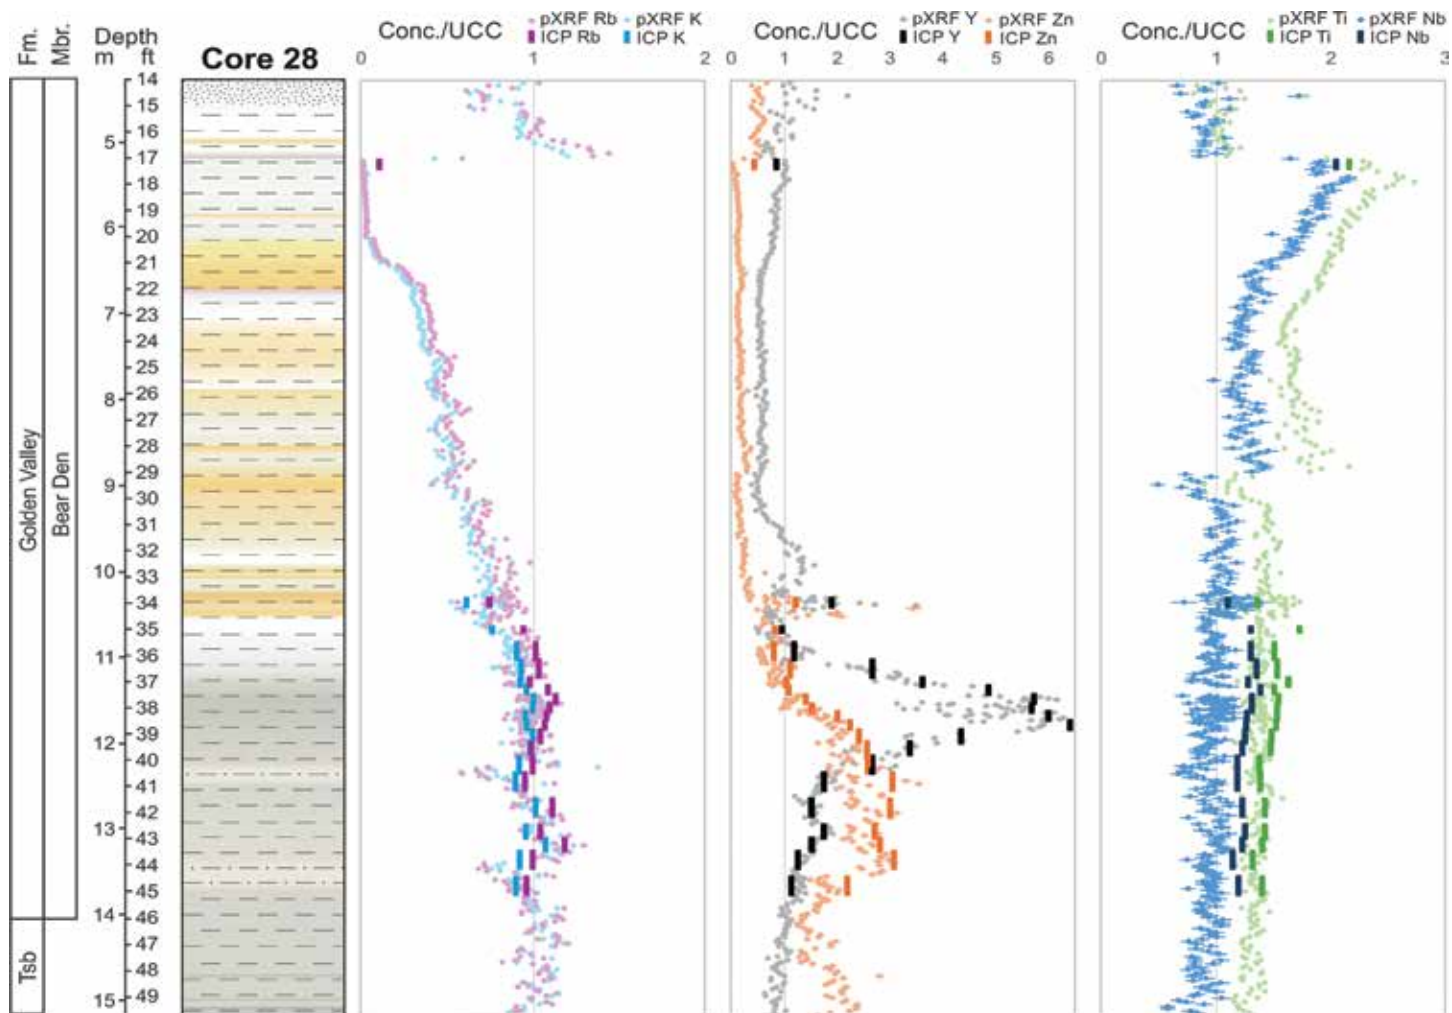 Fm.
Mbr.
Depth
m ft
Core 28
Conc./UCC
pXRF Rb pXRF K
ICP Rb ICP K
0 1 2
Conc./UCC
pXRF Y pXRF Zn
ICP Y ICP Zn
0 1 2 3 4 5 6
Conc./UCC
pXRF Ti pXRF Nb
ICP Ti ICP Nb
0 1 2 3
Golden Valley
Bear Den
Tsb
14
15
16
5
17
18
19
6
20
21
22
7
23
24
25
8
26
27
28
29
9
30
31
32
10
33
34
35
11
36
37
38
12
39
40
41
42
13
43
44
45
14
46
47
48
15
49